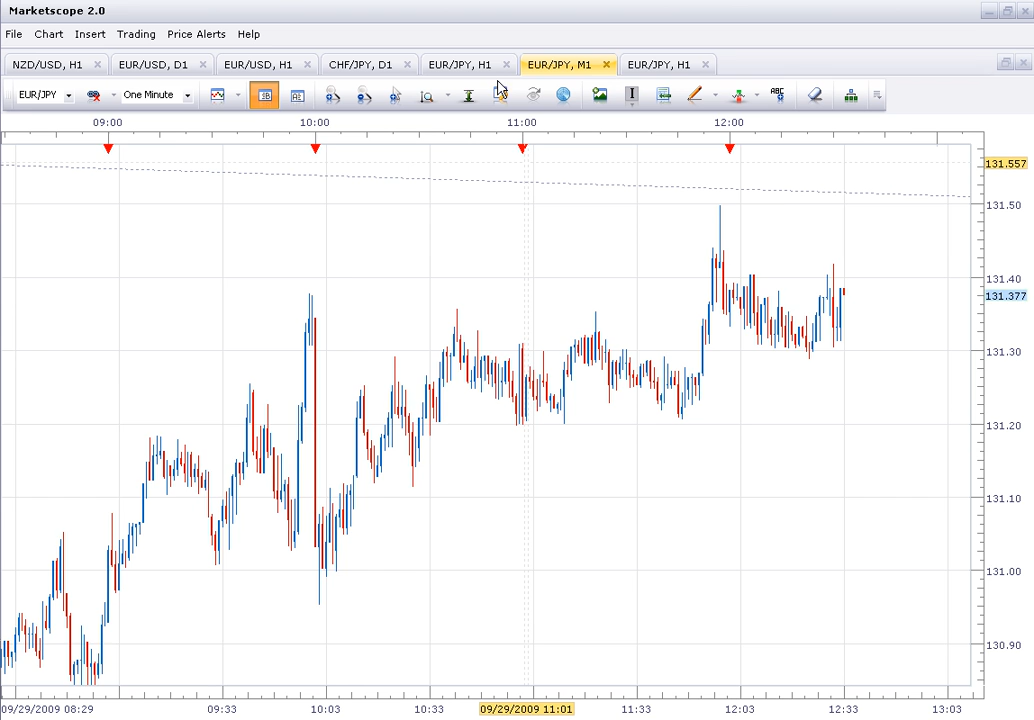 Marketscope 2.0
File Chart Insert Trading Price Alerts Help
NZD/USD, H1 EUR/USD, D1 EUR/USD, H1 CHF/JPY, D1 EUR/JPY, H1 EUR/JPY, M1 EUR/JPY, H1
EUR/JPY One Minute ABC
09:00 10:00 11:00 12:00
131.557
131.50
131.40
131.377
131.30
131.20
131.10
131.00
130.90
09/29/2009 08:29 09:33 10:03 10:33 09/29/2009 11:01 11:33 12:03 12:33 13:03